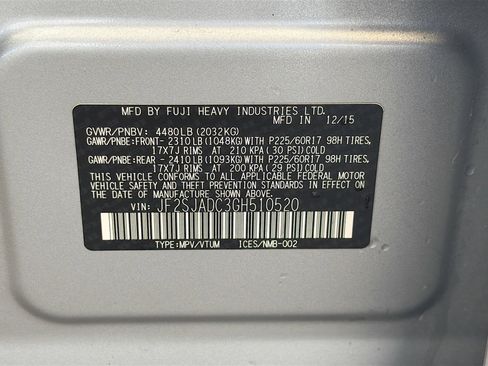 MFD BY FUJI HEAVY INDUSTRIES LTD.
MFD IN 12/15
GVWR/PNBV: 4480LB(2032KG)
GAWR/PNBE:FRONT- 2310LB(1048KG)WITH P225/60R17 98H TIRES,
17X7J RIMS AT 210 KPA(30 PSI)COLD
GAWR/PNBE:REAR - 2410LB(1093KG)WITH P225/60R17 98H TIRES,
17X7J RIMS AT 200 KPA(29 PSI)COLD
THIS VEHICLE CONFORMS TO ALL APPLICABLE FEDERAL MOTOR
VEHICLE SAFETY AND BUMPER STANDARDS IN EFFECT ON
THE DATE OF MANUFACTURE SHOWN ABOVE.
VIN: JF2SJADC3GH510520
TYPE:MPV/VTUM ICES/NMB-002